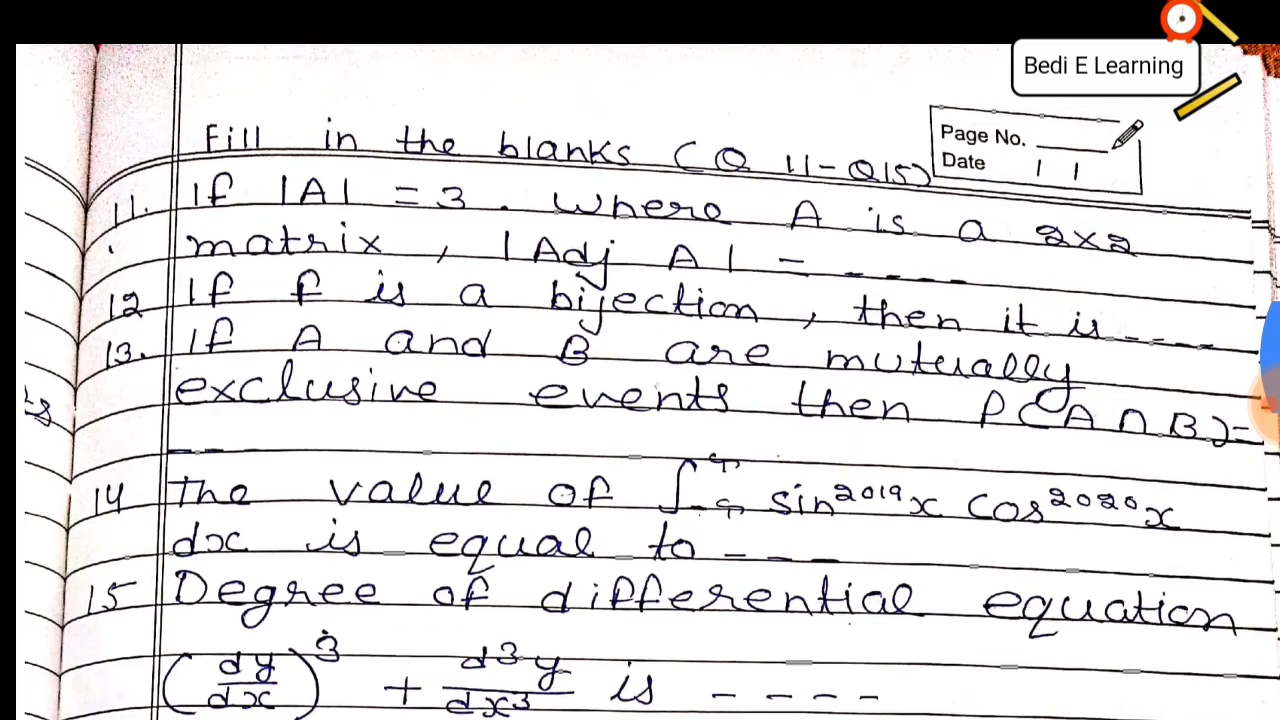 Bedi E Learning
Page No.
Date
Fill in the blanks (Q 11-Q15)
11. If |A| = 3. Where A is a 2x2
matrix, |Adj A| = ----
12 If f is a bijection, then it is ----
13. If A and B are mutually
exclusive events then P(A ∩ B)=
--
14 The value of ∫ sin²⁰¹⁹x cos²⁰²⁰x
dx is equal to ----
15 Degree of differential equation
(dy/dx)³ + d³y/dx³ is ----